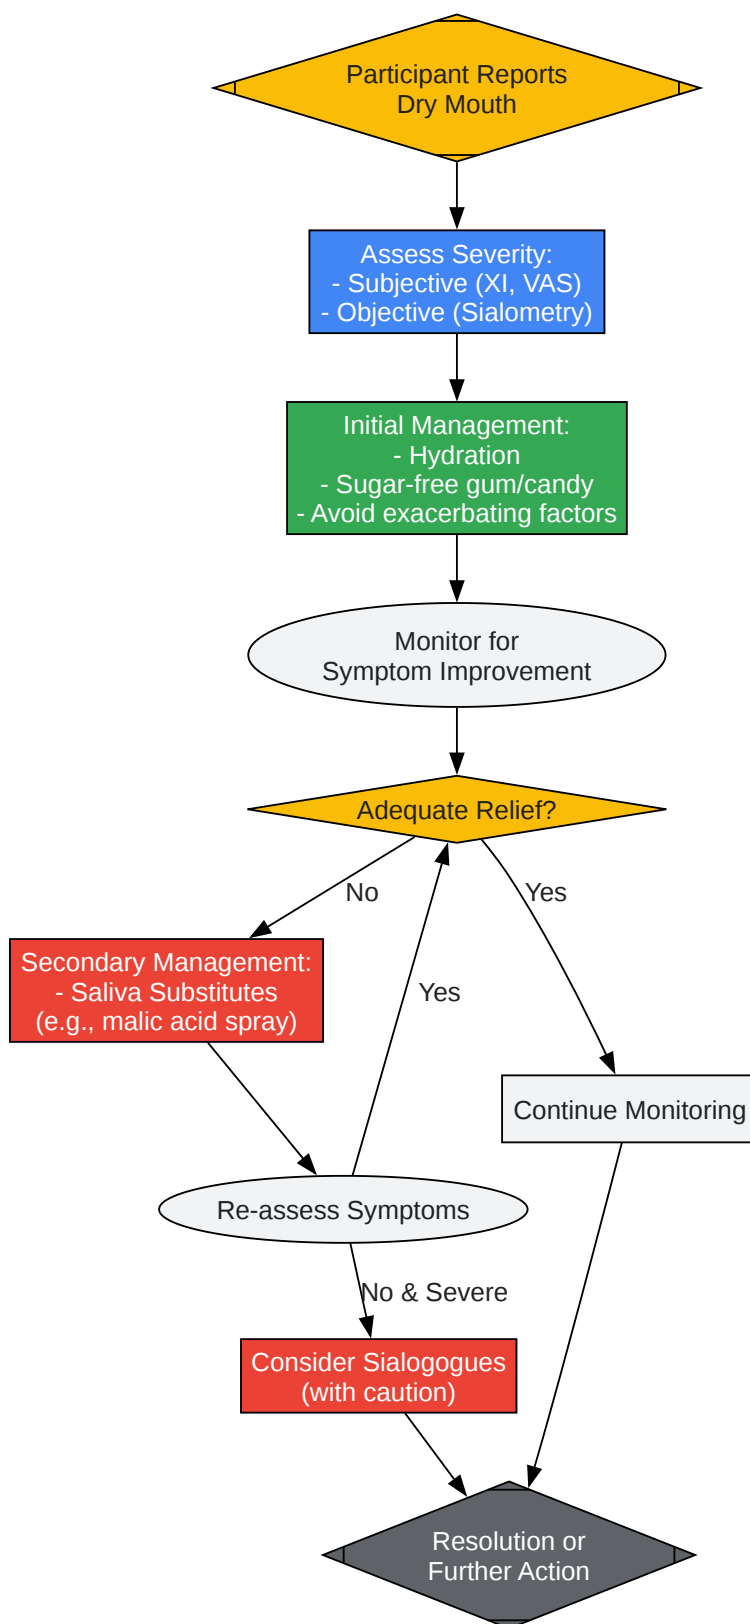 Participant Reports
Dry Mouth
Assess Severity:
- Subjective (XI, VAS)
- Objective (Sialometry)
Initial Management:
- Hydration
- Sugar-free gum/candy
- Avoid exacerbating factors
Monitor for
Symptom Improvement
Adequate Relief?
No
Yes
Secondary Management:
- Saliva Substitutes
(e.g., malic acid spray)
Yes
Continue Monitoring
Re-assess Symptoms
No & Severe
Consider Sialogogues
(with caution)
Resolution or
Further Action